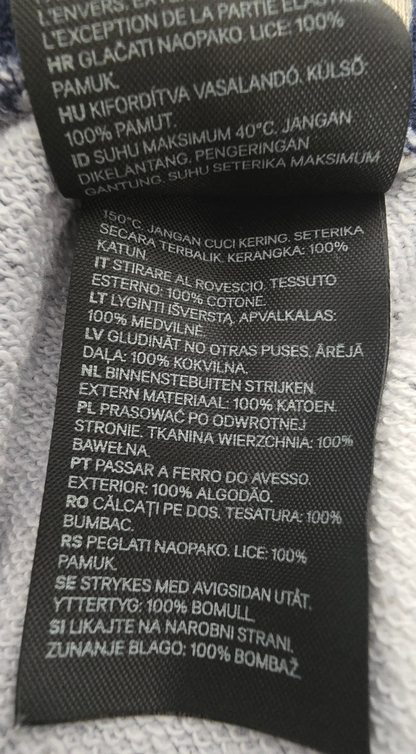 L'ENVERS.
L'EXCEPTION DE LA PARTIE
HR GLAČATI NAOPAKO. LICE: 100%
PAMUK.
HU KIFORDÍTVA VASALANDÓ. KÜLSŐ:
100% PAMUT.
ID SUHU MAKSIMUM 40°C. JANGAN
DIKELANTANG. PENGERINGAN
GANTUNG. SUHU SETERIKA MAKSIMUM
150°C. JANGAN CUCI KERING. SETERIKA
SECARA TERBALIK. KERANGKA: 100%
KATUN.
IT STIRARE AL ROVESCIO. TESSUTO
ESTERNO: 100% COTONE.
LT LYGINTI IŠVERSTĄ. APVALKALAS:
100% MEDVILNĖ.
LV GLUDINĀT NO OTRAS PUSES. ĀRĒJĀ
DAĻA: 100% KOKVILNA.
NL BINNENSTEBUITEN STRIJKEN.
EXTERN MATERIAAL: 100% KATOEN.
PL PRASOWAĆ PO ODWROTNEJ
STRONIE. TKANINA WIERZCHNIA: 100%
BAWEŁNA.
PT PASSAR A FERRO DO AVESSO.
EXTERIOR: 100% ALGODÃO.
RO CĂLCAȚI PE DOS. TESATURA: 100%
BUMBAC.
RS PEGLATI NAOPAKO. LICE: 100%
PAMUK.
SE STRYKES MED AVIGSIDAN UTÅT.
YTTERTYG: 100% BOMULL.
SI LIKAJTE NA NAROBNI STRANI.
ZUNANJE BLAGO: 100% BOMBAŽ.